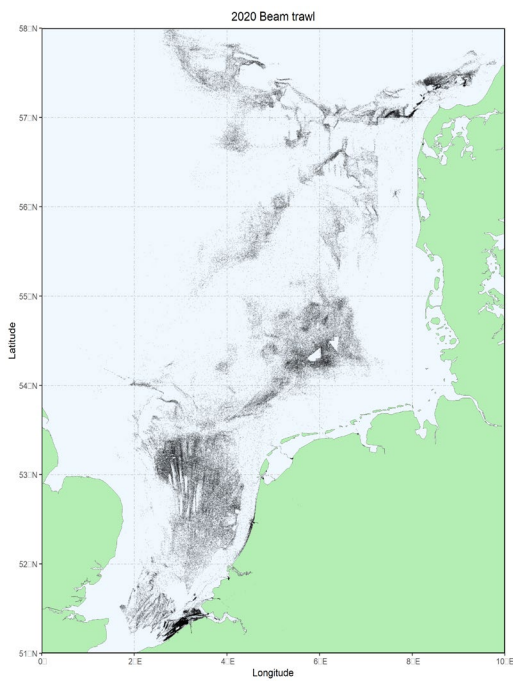 2020 Beam trawl
58□N
57□N
56□N
55□N
54□N
53□N
52□N
51□N
Latitude
0□ 2□E 4□E 6□E 8□E 10□E
Longitude